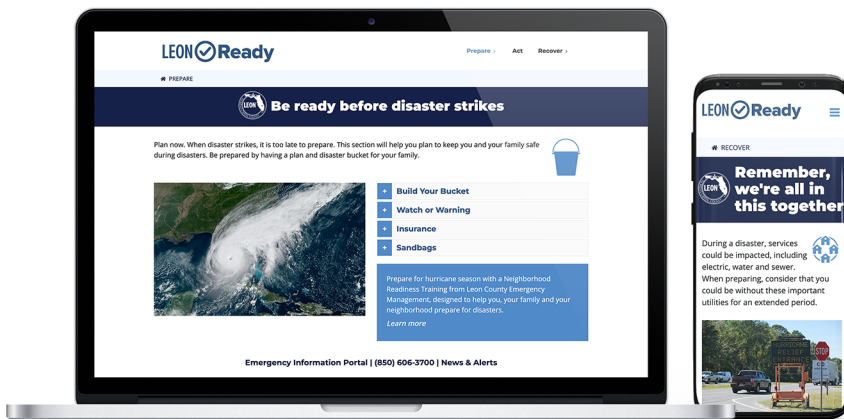 LEON Ready
Prepare › Act Recover ›
PREPARE
LEON
Be ready before disaster strikes
Plan now. When disaster strikes, it is too late to prepare. This section will help you plan to keep you and your family safe
during disasters. Be prepared by having a plan and disaster bucket for your family.
+ Build Your Bucket
+ Watch or Warning
+ Insurance
+ Sandbags
Prepare for hurricane season with a Neighborhood
Readiness Training from Leon County Emergency
Management, designed to help you, your family and your
neighborhood prepare for disasters.
Learn more
Emergency Information Portal | (850) 606-3700 | News & Alerts
LEON Ready
RECOVER
LEON
Remember,
we're all in
this together
During a disaster, services
could be impacted, including
electric, water and sewer.
When preparing, consider that you
could be without these important
utilities for an extended period.
HURRICANE
RELIEF
ENTRANCE
STOP